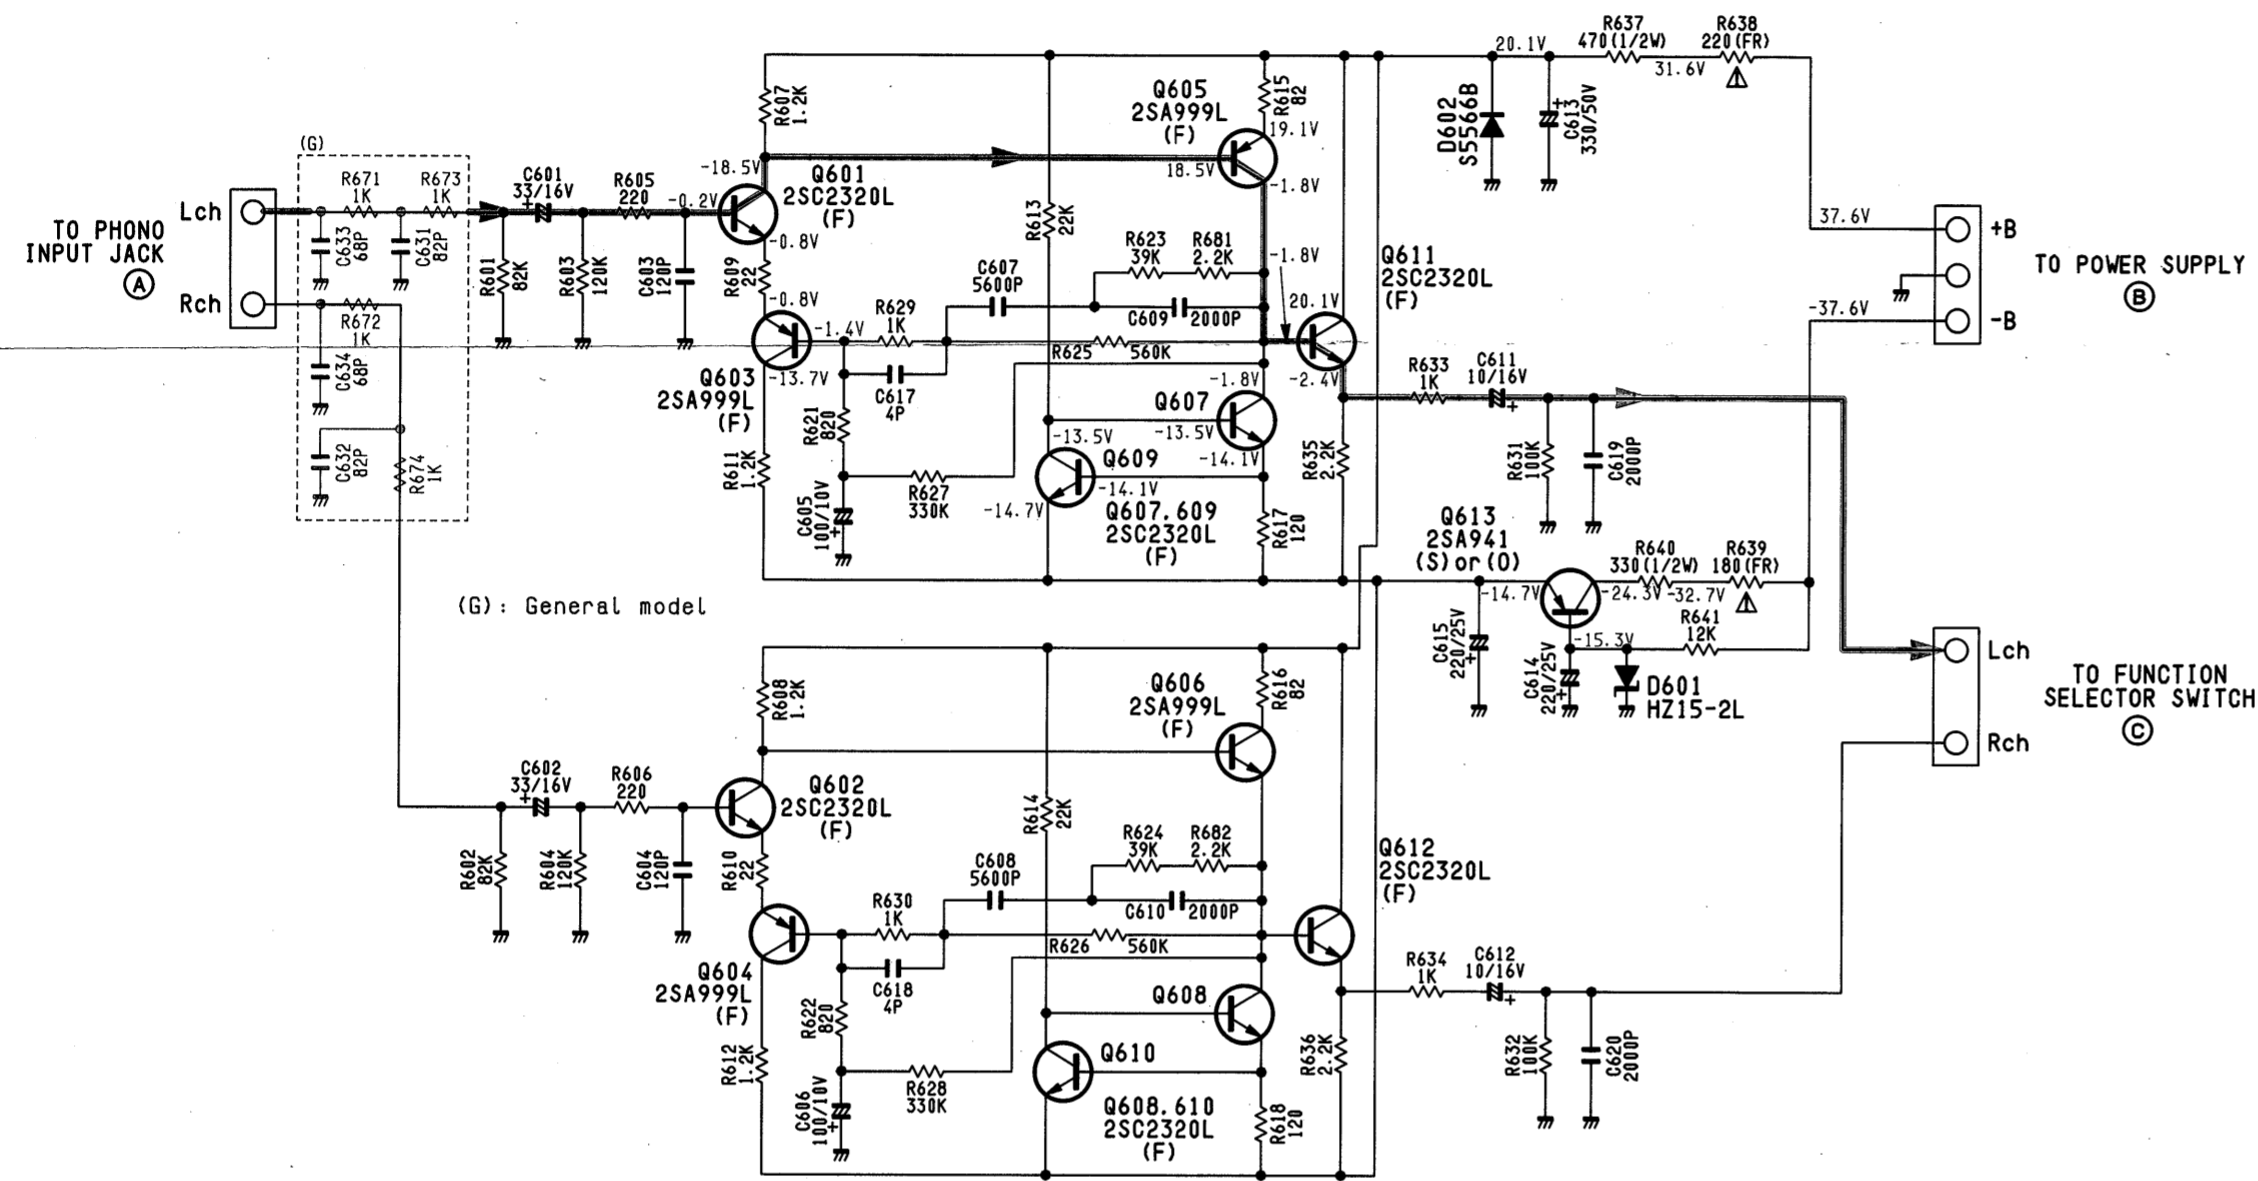 R637
470(1/2W)
R638
220(FR)
20.1V
31.6V
R607
1.2K
Q605
2SA999L
(F)
R615
82
D602
S5566B
C613
330/50V
+
19.1V
18.5V
-1.8V
(G)
R671
1K
R673
1K
C601
33/16V
+
R605
220
-18.5V
-0.2V
Q601
2SC2320L
(F)
Lch
TO PHONO
INPUT JACK
A
Rch
C633
68P
C631
82P
R601
82K
R603
120K
C603
120P
-0.8V
R609
22
-0.8V
R613
22K
R623
39K
R681
2.2K
C607
5600P
C609
2000P
-1.8V
Q611
2SC2320L
(F)
20.1V
37.6V
+B
TO POWER SUPPLY
B
-37.6V
-B
R672
1K
C634
68P
-1.4V
R629
1K
R625
560K
-13.7V
Q603
2SA999L
(F)
C617
4P
R621
820
-1.8V
Q607
-2.4V
R633
1K
C611
10/16V
+
-13.5V
-13.5V
-14.1V
Q609
-14.1V
C632
82P
R674
1K
R611
1.2K
C605
100/10V
+
R627
330K
-14.7V
Q607.609
2SC2320L
(F)
R617
120
R635
2.2K
R631
100K
C619
2000P
Q613
2SA941
(S)or(O)
R640
330(1/2W)
R639
180(FR)
-14.7V
-24.3V
-32.7V
(G): General model
C615
220/25V
+
-15.3V
R641
12K
C614
220/25V
+
D601
HZ15-2L
Lch
TO FUNCTION
SELECTOR SWITCH
C
Rch
R608
1.2K
Q606
2SA999L
(F)
R616
82
C602
33/16V
+
R606
220
Q602
2SC2320L
(F)
R602
82K
R604
120K
C604
120P
R610
22
R614
22K
R624
39K
R682
2.2K
C608
5600P
C610
2000P
Q612
2SC2320L
(F)
R630
1K
R626
560K
Q604
2SA999L
(F)
C618
4P
R622
820
Q608
R634
1K
C612
10/16V
+
R612
1.2K
C606
100/10V
+
R628
330K
Q610
Q608.610
2SC2320L
(F)
R618
120
R636
2.2K
R632
100K
C620
2000P